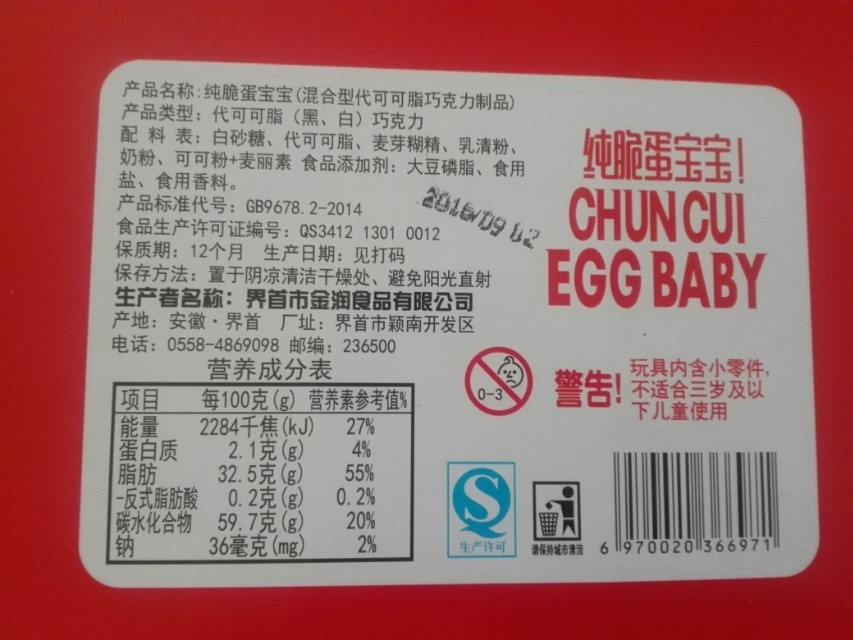 产品名称:纯脆蛋宝宝(混合型代可可脂巧克力制品)
产品类型：代可可脂（黑、白）巧克力
配 料 表：白砂糖、代可可脂、麦芽糊精、乳清粉、
奶粉、可可粉+麦丽素 食品添加剂：大豆磷脂、食用
盐、食用香料。
产品标准代号：GB9678.2-2014
食品生产许可证编号：QS3412 1301 0012
保质期：12个月 生产日期：见打码
保存方法：置于阴凉清洁干燥处、避免阳光直射
生产者名称：界首市金润食品有限公司
产地：安徽·界首 厂址：界首市颍南开发区
电话：0558-4869098 邮编：236500
营养成分表
项目 每100克(g) 营养素参考值%
能量 2284千焦(kJ) 27%
蛋白质 2.1克(g) 4%
脂肪 32.5克(g) 55%
-反式脂肪酸 0.2克(g) 0.2%
碳水化合物 59.7克(g) 20%
钠 36毫克(mg) 2%
2018/09 02
纯脆蛋宝宝!
CHUN CUI
EGG BABY
0-3
警告!
玩具内含小零件,
不适合三岁及以
下儿童使用
生产许可
请保持城市清洁
6 970020 366971